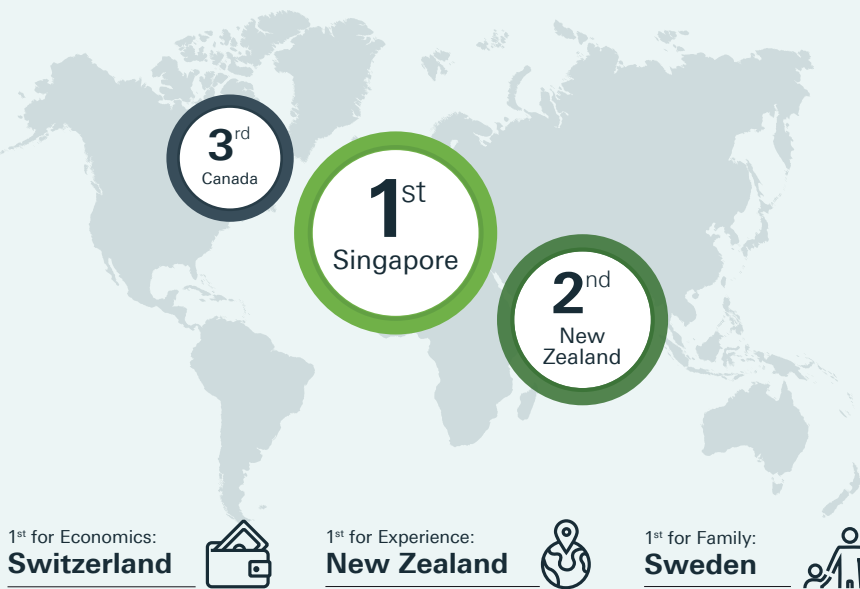 3rd
Canada
1st
Singapore
2nd
New
Zealand
1st for Economics:
Switzerland
1st for Experience:
New Zealand
1st for Family:
Sweden